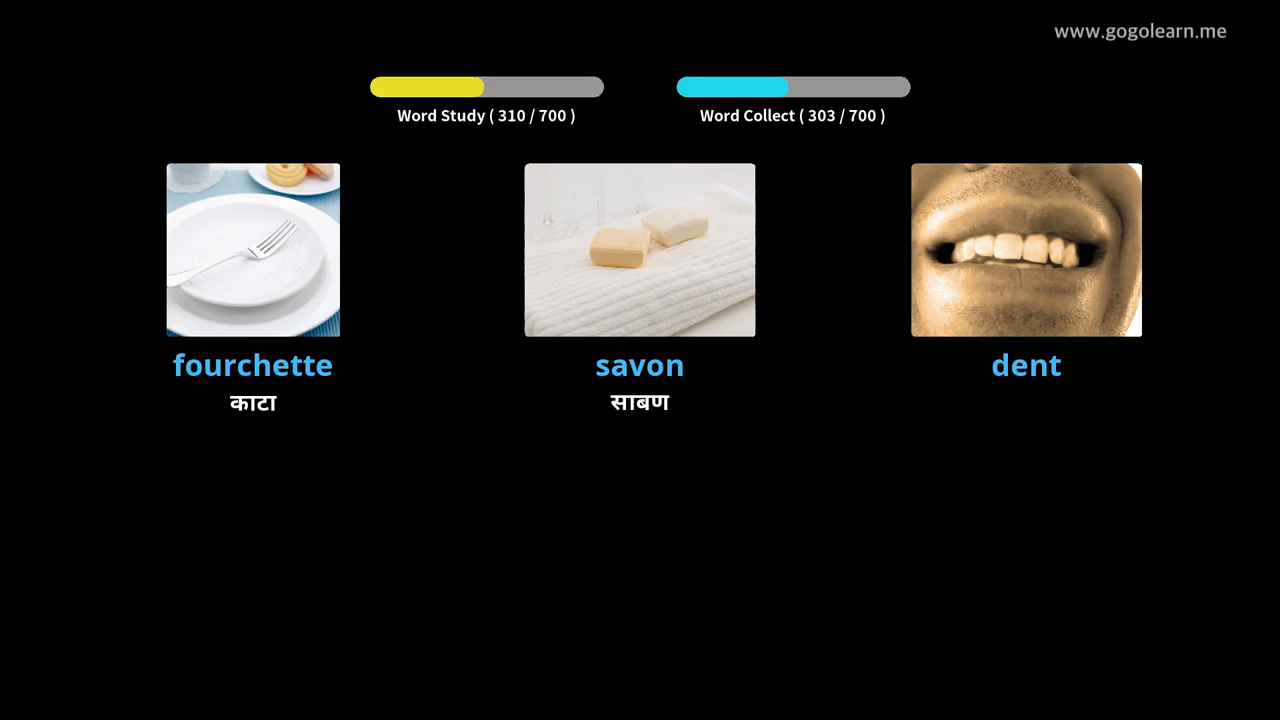 www.gogolearn.me
Word Study ( 310 / 700 )
Word Collect ( 303 / 700 )
fourchette
savon
dent
काटा
साबण